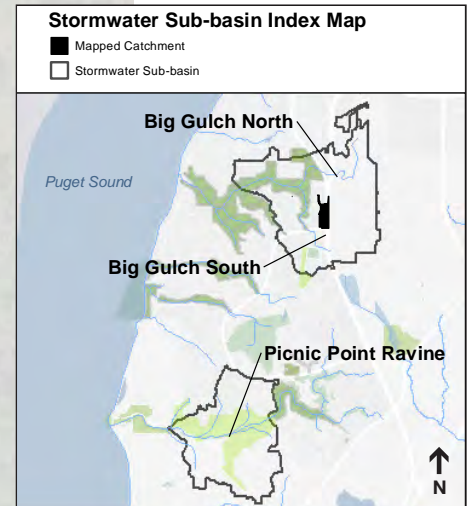 Stormwater Sub-basin Index Map
Mapped Catchment
Stormwater Sub-basin
Big Gulch North
Puget Sound
Big Gulch South
Picnic Point Ravine
N